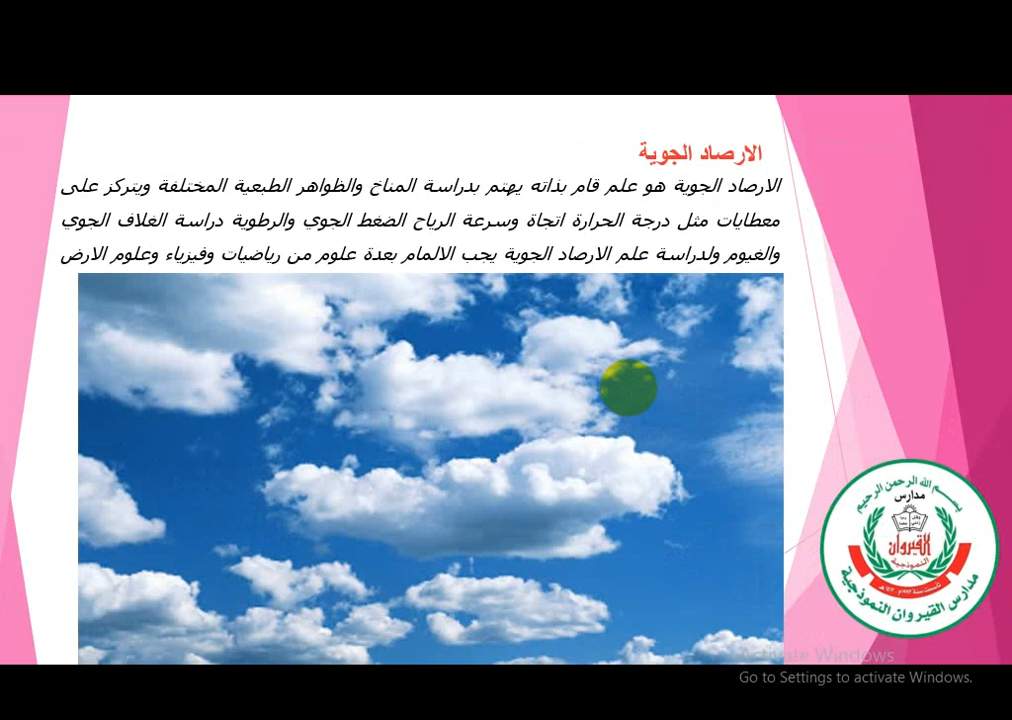 الارصاد الجوية
الارصاد الجوية هو علم قام بذاته يهتم بدراسة المناخ والظواهر الطبعية المختلفة ويتركز على
معطايات مثل درجة الحرارة اتجاة وسرعة الرياح الضغط الجوي والرطوبة دراسة الغلاف الجوي
والغيوم ولدراسة علم الارصاد الجوية يجب الالمام بعدة علوم من رياضيات وفيزياء وعلوم الارض
بسم الله الرحمن الرحيم
مدارس
القيروان
النموذجية
مدارس القيروان النموذجية
Activate Windows
Go to Settings to activate Windows.